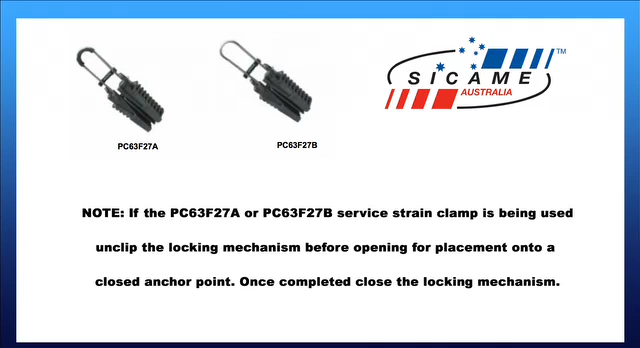 SICAME
TM
AUSTRALIA
PC63F27A
PC63F27B
NOTE: If the PC63F27A or PC63F27B service strain clamp is being used
unclip the locking mechanism before opening for placement onto a
closed anchor point. Once completed close the locking mechanism.